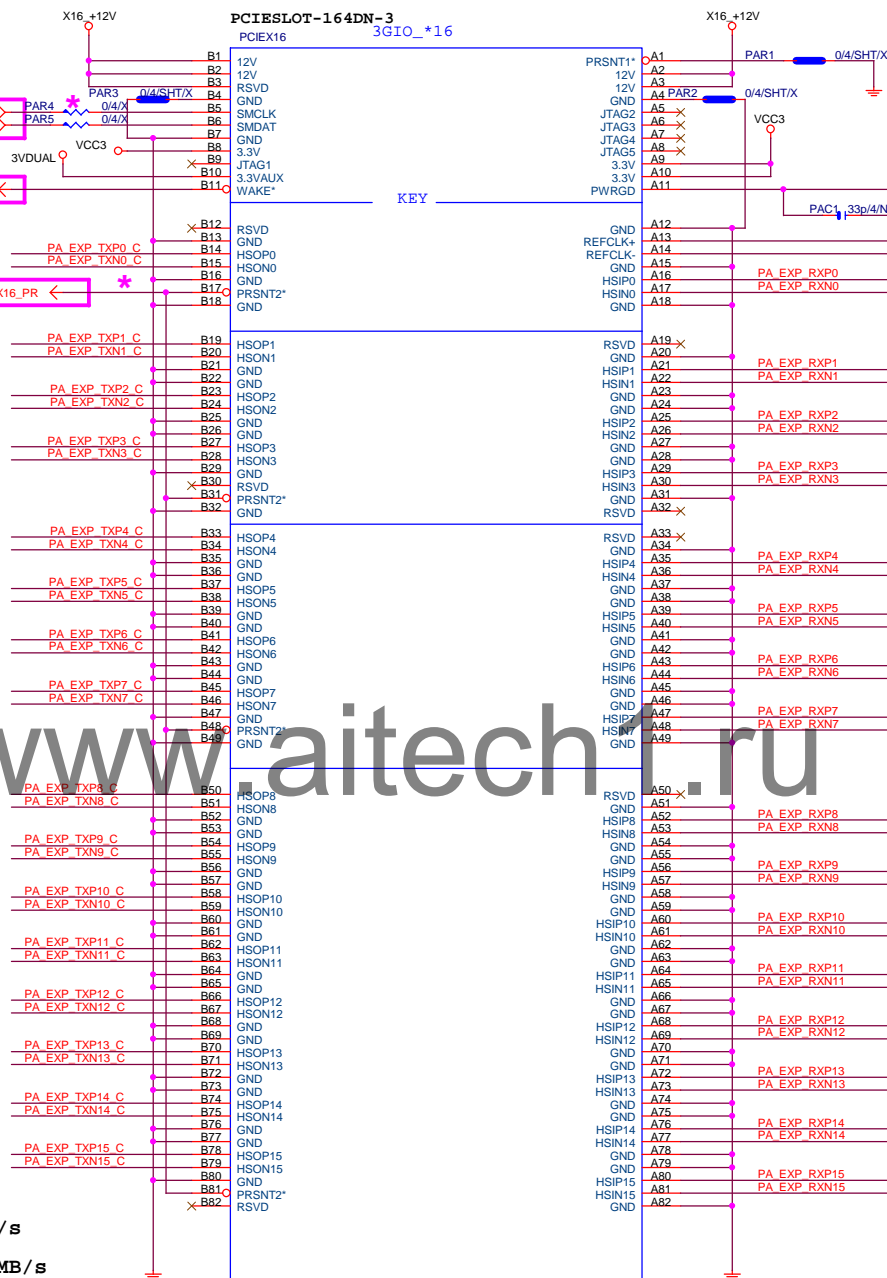 X16_+12V
PCIESLOT-164DN-3
3GIO_*16
X16_+12V
PCIEX16
B1 12V PRSNT1* A1 PAR1 0/4/SHT/X
B2 12V 12V A2
B3 RSVD 12V A3
PAR3 0/4/SHT/X B4 GND GND A4 PAR2 0/4/SHT/X
PAR4 * 0/4/X B5 SMCLK JTAG2 A5
PAR5 0/4/X B6 SMDAT JTAG3 A6
B7 GND JTAG4 A7 VCC3
VCC3 B8 3.3V JTAG5 A8
3VDUAL B9 JTAG1 3.3V A9
B10 3.3VAUX 3.3V A10
B11 WAKE* PWRGD A11
KEY
PAC1 33p/4/N
B12 RSVD GND A12
B13 GND REFCLK+ A13
PA_EXP_TXP0_C B14 HSOP0 REFCLK- A14
PA_EXP_TXN0_C B15 HSON0 GND A15
B16 GND HSIP0 A16 PA_EXP_RXP0
X16_PR * B17 PRSNT2* HSIN0 A17 PA_EXP_RXN0
B18 GND GND A18
PA_EXP_TXP1_C B19 HSOP1 RSVD A19
PA_EXP_TXN1_C B20 HSON1 GND A20
B21 GND HSIP1 A21 PA_EXP_RXP1
B22 GND HSIN1 A22 PA_EXP_RXN1
PA_EXP_TXP2_C B23 HSOP2 GND A23
PA_EXP_TXN2_C B24 HSON2 GND A24
B25 GND HSIP2 A25 PA_EXP_RXP2
B26 GND HSIN2 A26 PA_EXP_RXN2
PA_EXP_TXP3_C B27 HSOP3 GND A27
PA_EXP_TXN3_C B28 HSON3 GND A28
B29 GND HSIP3 A29 PA_EXP_RXP3
B30 RSVD HSIN3 A30 PA_EXP_RXN3
B31 PRSNT2* GND A31
B32 GND RSVD A32
PA_EXP_TXP4_C B33 HSOP4 RSVD A33
PA_EXP_TXN4_C B34 HSON4 GND A34
B35 GND HSIP4 A35 PA_EXP_RXP4
B36 GND HSIN4 A36 PA_EXP_RXN4
PA_EXP_TXP5_C B37 HSOP5 GND A37
PA_EXP_TXN5_C B38 HSON5 GND A38
B39 GND HSIP5 A39 PA_EXP_RXP5
B40 GND HSIN5 A40 PA_EXP_RXN5
PA_EXP_TXP6_C B41 HSOP6 GND A41
PA_EXP_TXN6_C B42 HSON6 GND A42
B43 GND HSIP6 A43 PA_EXP_RXP6
B44 GND HSIN6 A44 PA_EXP_RXN6
PA_EXP_TXP7_C B45 HSOP7 GND A45
PA_EXP_TXN7_C B46 HSON7 GND A46
B47 GND HSIP7 A47 PA_EXP_RXP7
B48 PRSNT2* HSIN7 A48 PA_EXP_RXN7
B49 GND GND A49
www.aitech1.ru
PA_EXP_TXP8_C B50 HSOP8 RSVD A50
PA_EXP_TXN8_C B51 HSON8 GND A51
B52 GND HSIP8 A52 PA_EXP_RXP8
B53 GND HSIN8 A53 PA_EXP_RXN8
PA_EXP_TXP9_C B54 HSOP9 GND A54
PA_EXP_TXN9_C B55 HSON9 GND A55
B56 GND HSIP9 A56 PA_EXP_RXP9
B57 GND HSIN9 A57 PA_EXP_RXN9
PA_EXP_TXP10_C B58 HSOP10 GND A58
PA_EXP_TXN10_C B59 HSON10 GND A59
B60 GND HSIP10 A60 PA_EXP_RXP10
B61 GND HSIN10 A61 PA_EXP_RXN10
PA_EXP_TXP11_C B62 HSOP11 GND A62
PA_EXP_TXN11_C B63 HSON11 GND A63
B64 GND HSIP11 A64 PA_EXP_RXP11
B65 GND HSIN11 A65 PA_EXP_RXN11
PA_EXP_TXP12_C B66 HSOP12 GND A66
PA_EXP_TXN12_C B67 HSON12 GND A67
B68 GND HSIP12 A68 PA_EXP_RXP12
B69 GND HSIN12 A69 PA_EXP_RXN12
PA_EXP_TXP13_C B70 HSOP13 GND A70
PA_EXP_TXN13_C B71 HSON13 GND A71
B72 GND HSIP13 A72 PA_EXP_RXP13
B73 GND HSIN13 A73 PA_EXP_RXN13
PA_EXP_TXP14_C B74 HSOP14 GND A74
PA_EXP_TXN14_C B75 HSON14 GND A75
B76 GND HSIP14 A76 PA_EXP_RXP14
B77 GND HSIN14 A77 PA_EXP_RXN14
PA_EXP_TXP15_C B78 HSOP15 GND A78
PA_EXP_TXN15_C B79 HSON15 GND A79
B80 GND HSIP15 A80 PA_EXP_RXP15
B81 PRSNT2* HSIN15 A81 PA_EXP_RXN15
B82 RSVD GND A82
/s
MB/s